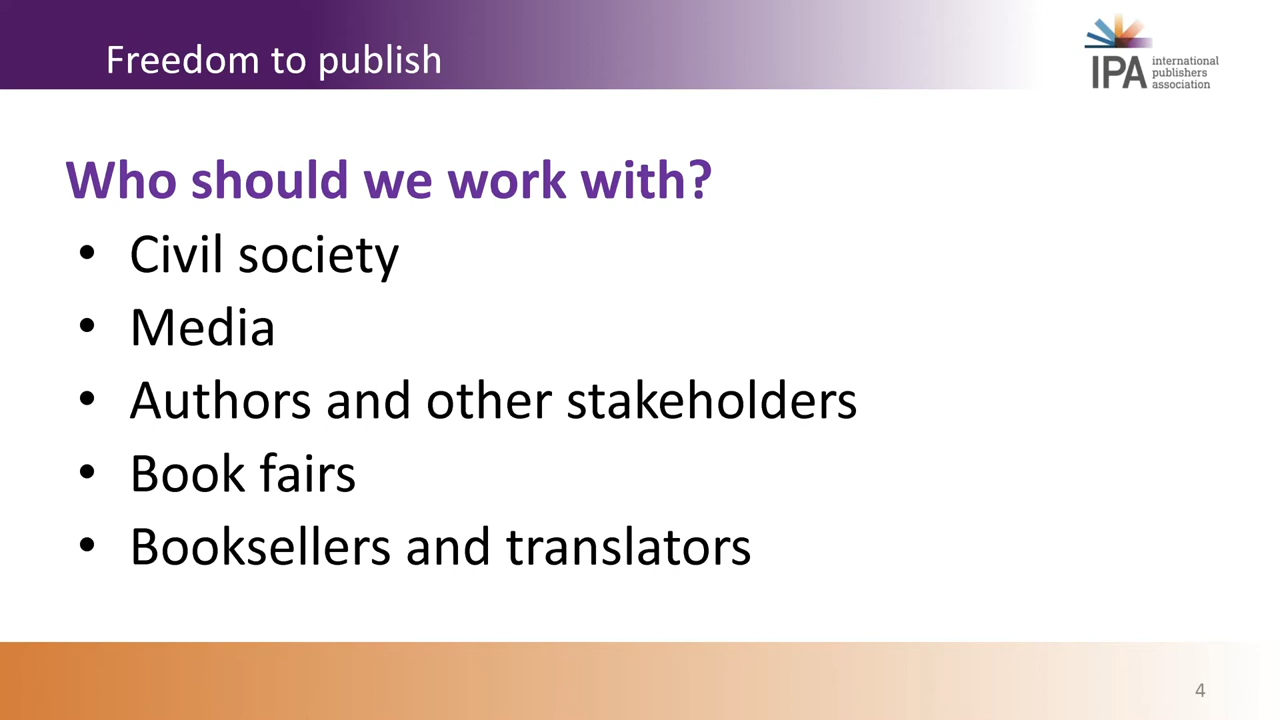 Freedom to publish
IPA
international
publishers
association
Who should we work with?
• Civil society
• Media
• Authors and other stakeholders
• Book fairs
• Booksellers and translators
4